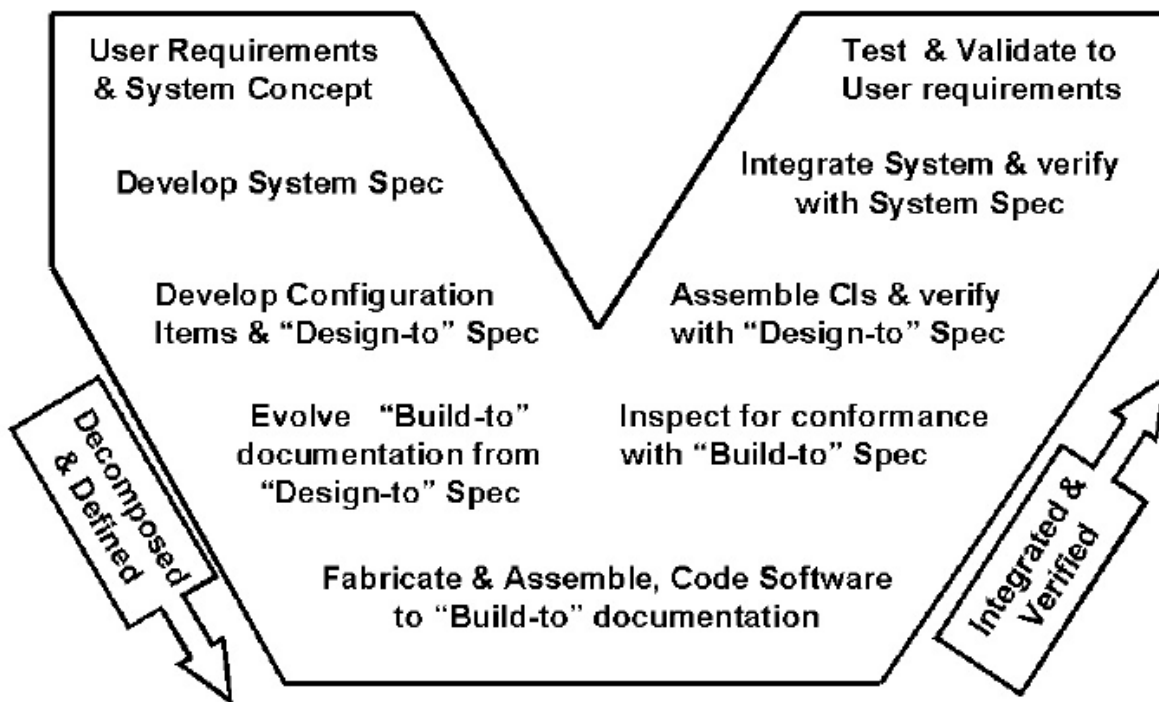 User Requirements
& System Concept
Develop System Spec
Develop Configuration
Items & “Design-to” Spec
Evolve “Build-to”
documentation from
“Design-to” Spec
Fabricate & Assemble, Code Software
to “Build-to” documentation
Inspect for conformance
with “Build-to” Spec
Assemble CIs & verify
with “Design-to” Spec
Integrate System & verify
with System Spec
Test & Validate to
User requirements
Decomposed
& Defined
Integrated &
Verified